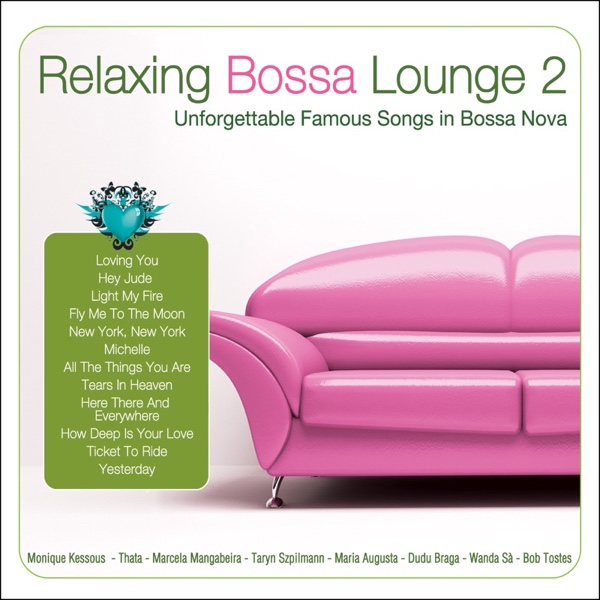 Relaxing Bossa Lounge 2
Unforgettable Famous Songs in Bossa Nova
Loving You
Hey Jude
Light My Fire
Fly Me To The Moon
New York, New York
Michelle
All The Things You Are
Tears In Heaven
Here There And
Everywhere
How Deep Is Your Love
Ticket To Ride
Yesterday
Monique Kessous - Thata - Marcela Mangabeira - Taryn Szpilmann - Maria Augusta - Dudu Braga - Wanda Sà - Bob Tostes